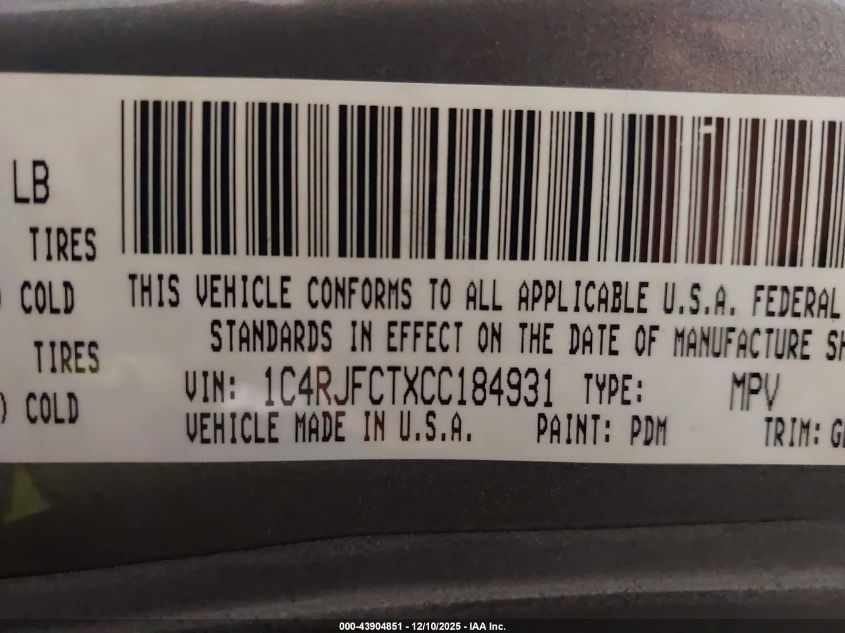 LB
TIRES
) COLD
TIRES
) COLD
THIS VEHICLE CONFORMS TO ALL APPLICABLE U.S.A. FEDERAL
STANDARDS IN EFFECT ON THE DATE OF MANUFACTURE SH
VIN: 1C4RJFCTXCC184931 TYPE: MPV
VEHICLE MADE IN U.S.A. PAINT: PDM TRIM:
000-43904851 - 12/10/2025 - IAA Inc.